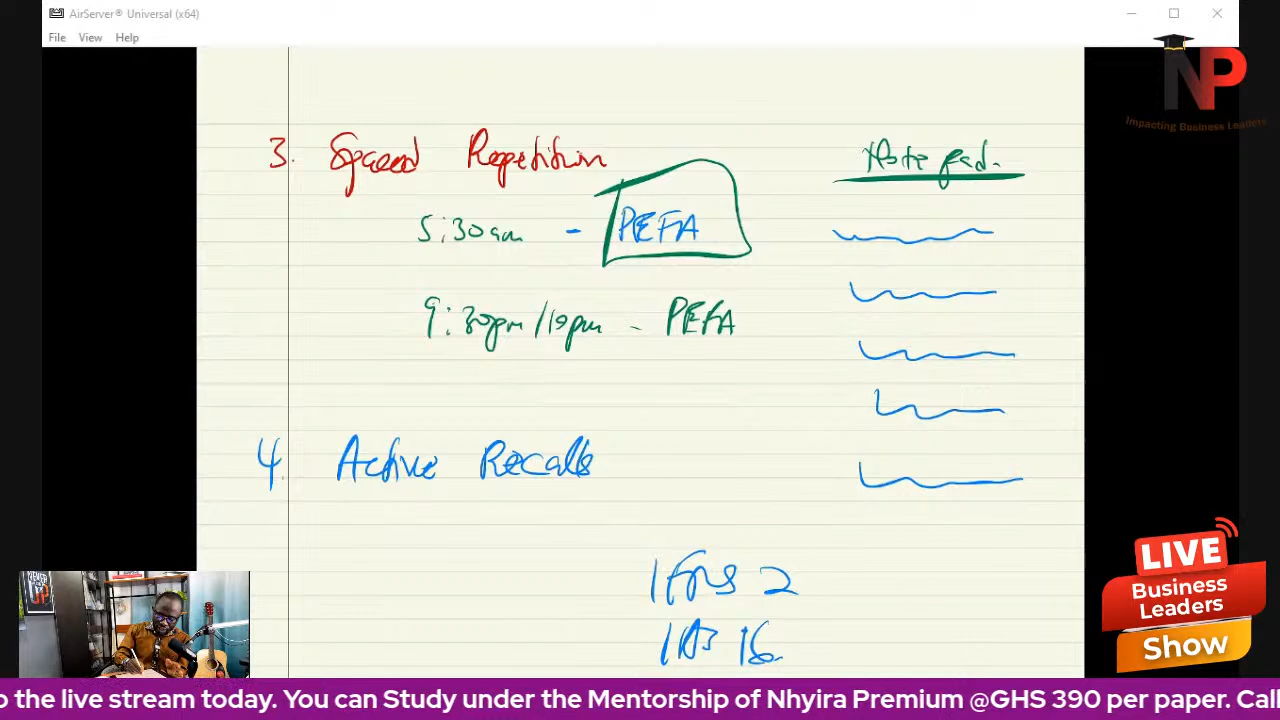 AirServer® Universal (x64)
File View Help
NP
Impacting Business Leaders
3. Spaced Repetition
Note pad.
5:30am - PEFA
9:30pm/10pm - PEFA
4. Active Recalls
IFRS 2
IAS 16
LIVE
Business
Leaders
Show
o the live stream today. You can Study under the Mentorship of Nhyira Premium @GHS 390 per paper. Call